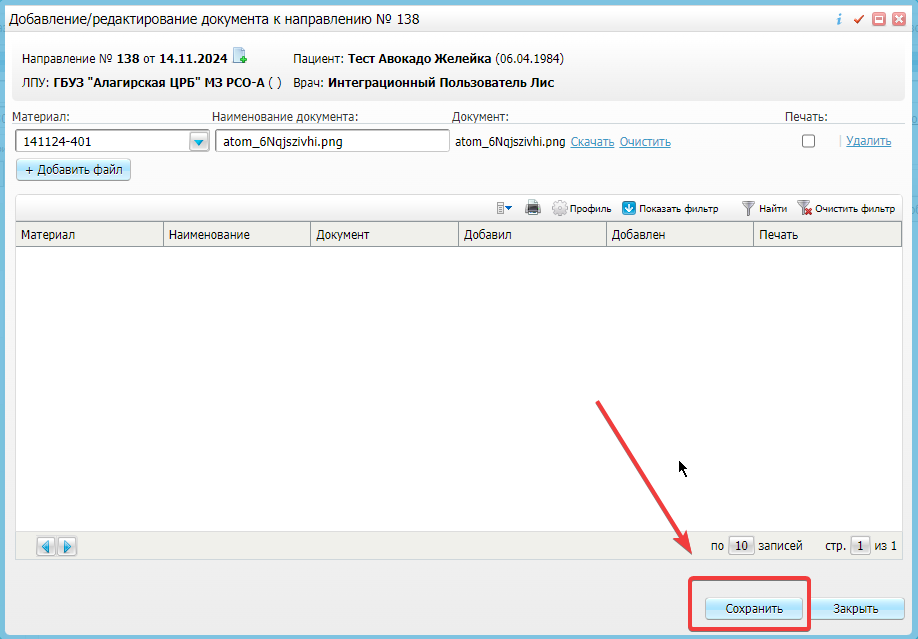 Добавление/редактирование документа к направлению № 138
Направление № 138 от 14.11.2024 Пациент: Тест Авокадо Желейка (06.04.1984)
ЛПУ: ГБУЗ "Алагирская ЦРБ" МЗ РСО-А ( ) Врач: Интеграционный Пользователь Лис
Материал: Наименование документа: Документ: Печать:
141124-401 atom_6Nqjszivhi.png atom_6Nqjszivhi.png Скачать Очистить Удалить
+ Добавить файл
Профиль Показать фильтр Найти Очистить фильтр
Материал Наименование Документ Добавил Добавлен Печать
по 10 записей стр. 1 из 1
Сохранить Закрыть